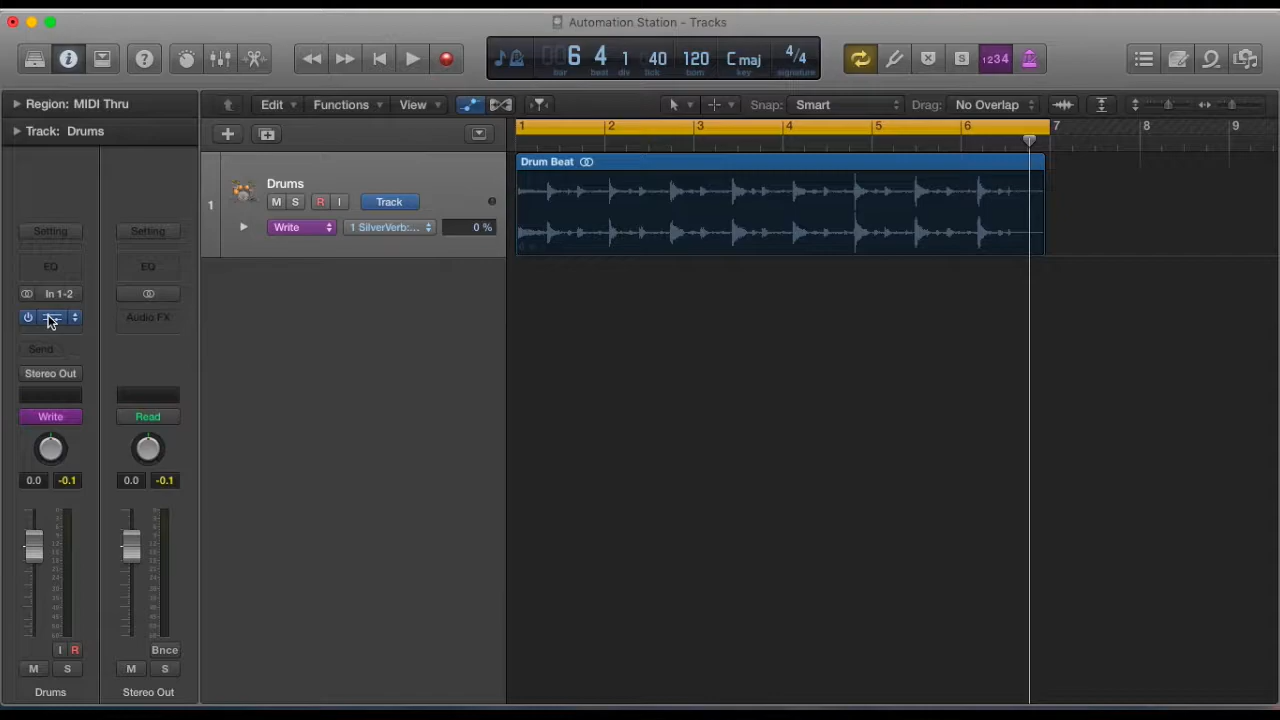 Automation Station - Tracks
006 4 1 40 120 C maj 4/4
bar beat div tick bpm key signature
S 1234
Region: MIDI Thru
Edit Functions View Snap: Smart Drag: No Overlap
Track: Drums
1 2 3 4 5 6 7 8 9
Drum Beat
Drums
1
M S R I Track
Write 1 SilverVerb:... 0 %
Setting Setting
EQ EQ
In 1-2
Audio FX
Send
Stereo Out
Write Read
0.0 -0.1 0.0 -0.1
I R Bnce
M S M S
Drums Stereo Out